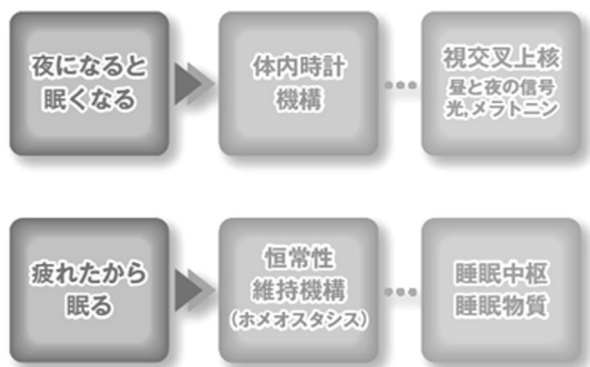 夜になると
眠くなる
体内時計
機構
視交叉上核
昼と夜の信号
光,メラトニン
疲れたから
眠る
恒常性
維持機構
(ホメオスタシス)
睡眠中枢
睡眠物質